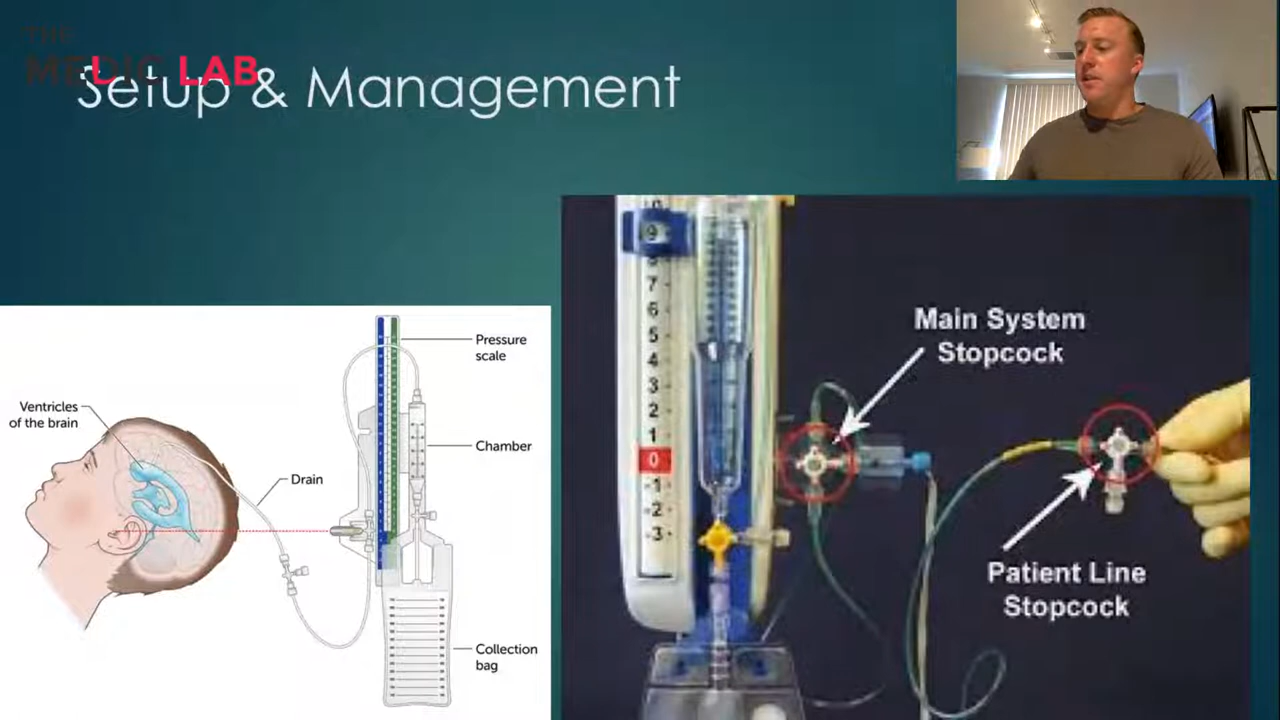 THE
MEDIC LAB
Setup & Management
Pressure
scale
Ventricles
of the brain
Chamber
Drain
Collection
bag
9
7
6
5
4
3
2
1
0
-1
-2
-3
Main System
Stopcock
Patient Line
Stopcock